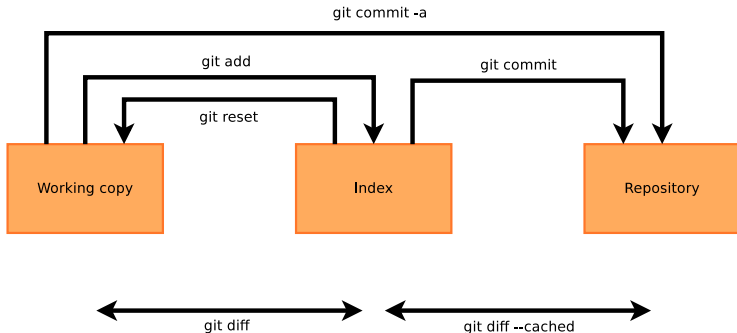 git commit -a
git add
git commit
git reset
Working copy
Index
Repository
git diff
git diff --cached